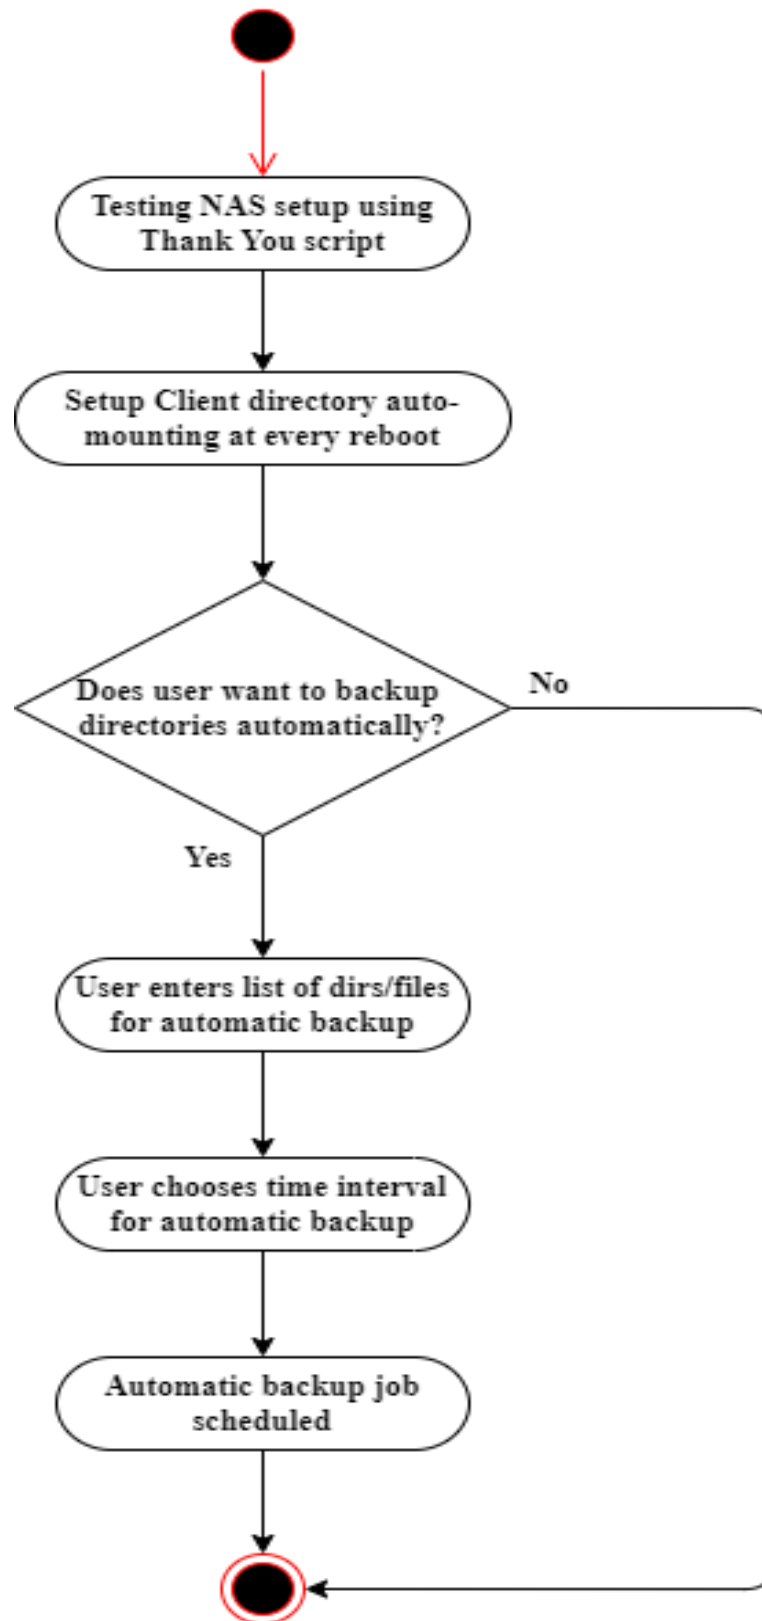 Testing NAS setup using
Thank You script
Setup Client directory auto-
mounting at every reboot
Does user want to backup
directories automatically?
No
Yes
User enters list of dirs/files
for automatic backup
User chooses time interval
for automatic backup
Automatic backup job
scheduled